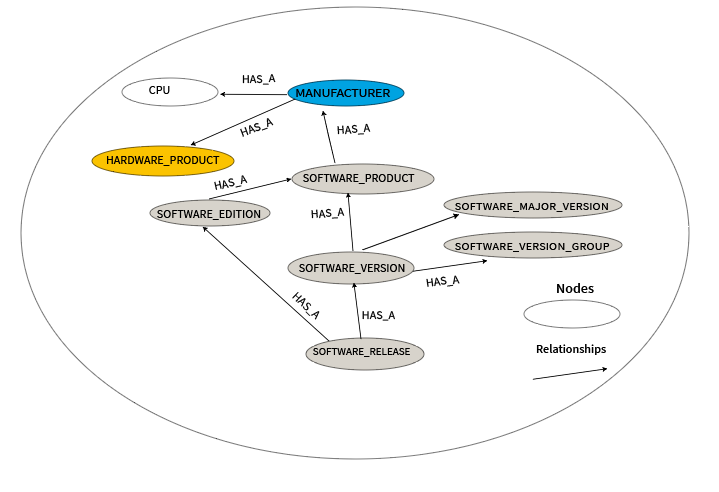 CPU
HAS_A
MANUFACTURER
HAS_A
HAS_A
HARDWARE_PRODUCT
HAS_A
SOFTWARE_PRODUCT
SOFTWARE_EDITION
HAS_A
SOFTWARE_MAJOR_VERSION
SOFTWARE_VERSION_GROUP
SOFTWARE_VERSION
HAS_A
Nodes
HAS_A
HAS_A
SOFTWARE_RELEASE
Relationships